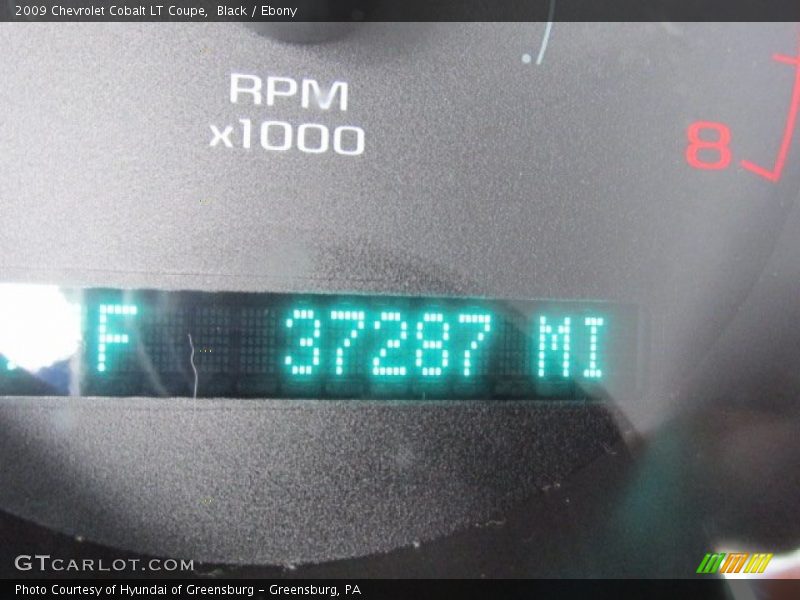 2009 Chevrolet Cobalt LT Coupe, Black / Ebony
RPM
x1000
8
F 37287 MI
GTCARLOT.COM
Photo Courtesy of Hyundai of Greensburg - Greensburg, PA